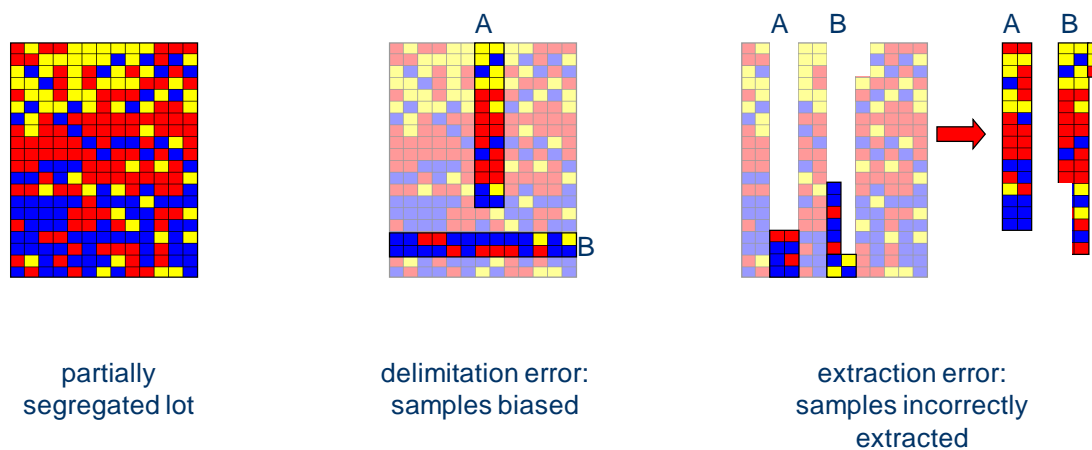 A
A
B
A
B
B
partially
segregated lot
delimitation error:
samples biased
extraction error:
samples incorrectly
extracted